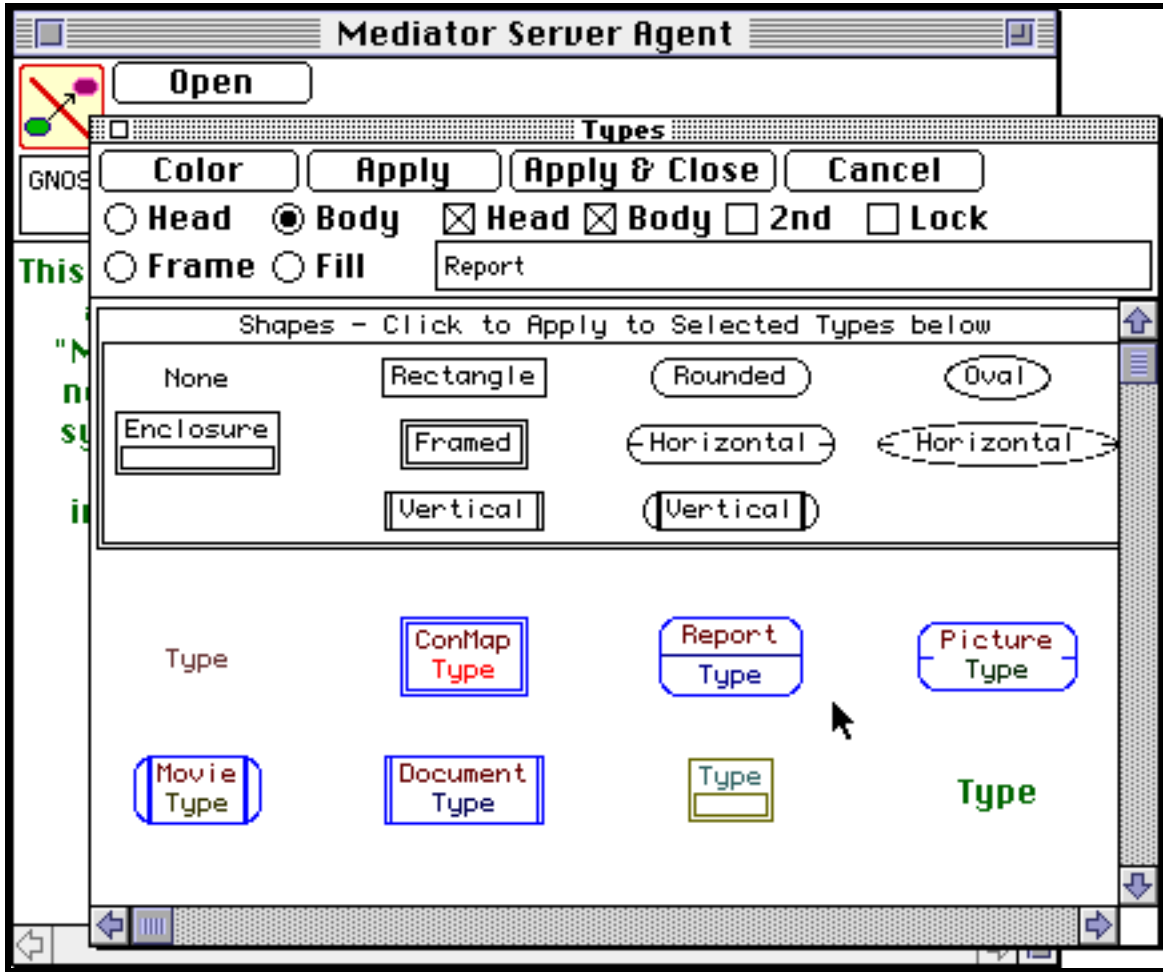 Mediator Server Agent
Open
Types
GNOS
Color Apply Apply & Close Cancel
Head Body Head Body 2nd Lock
This
Frame Fill Report
Shapes - Click to Apply to Selected Types below
None Rectangle Rounded Oval
Enclosure Framed Horizontal Horizontal
Vertical Vertical
Type ConMap Type Report Type Picture Type
Movie Type Document Type Type Type